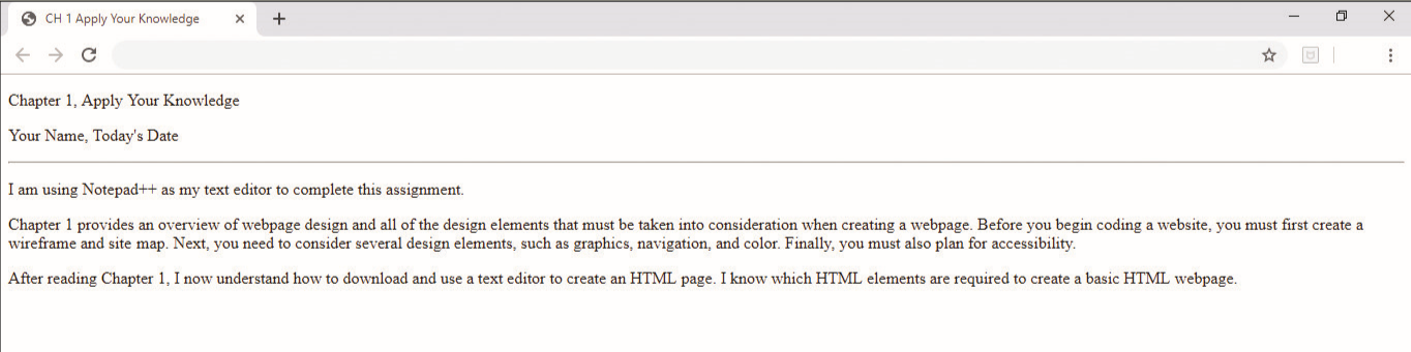 CH 1 Apply Your Knowledge
Chapter 1, Apply Your Knowledge
Your Name, Today's Date
I am using Notepad++ as my text editor to complete this assignment.
Chapter 1 provides an overview of webpage design and all of the design elements that must be taken into consideration when creating a webpage. Before you begin coding a website, you must first create a
wireframe and site map. Next, you need to consider several design elements, such as graphics, navigation, and color. Finally, you must also plan for accessibility.
After reading Chapter 1, I now understand how to download and use a text editor to create an HTML page. I know which HTML elements are required to create a basic HTML webpage.